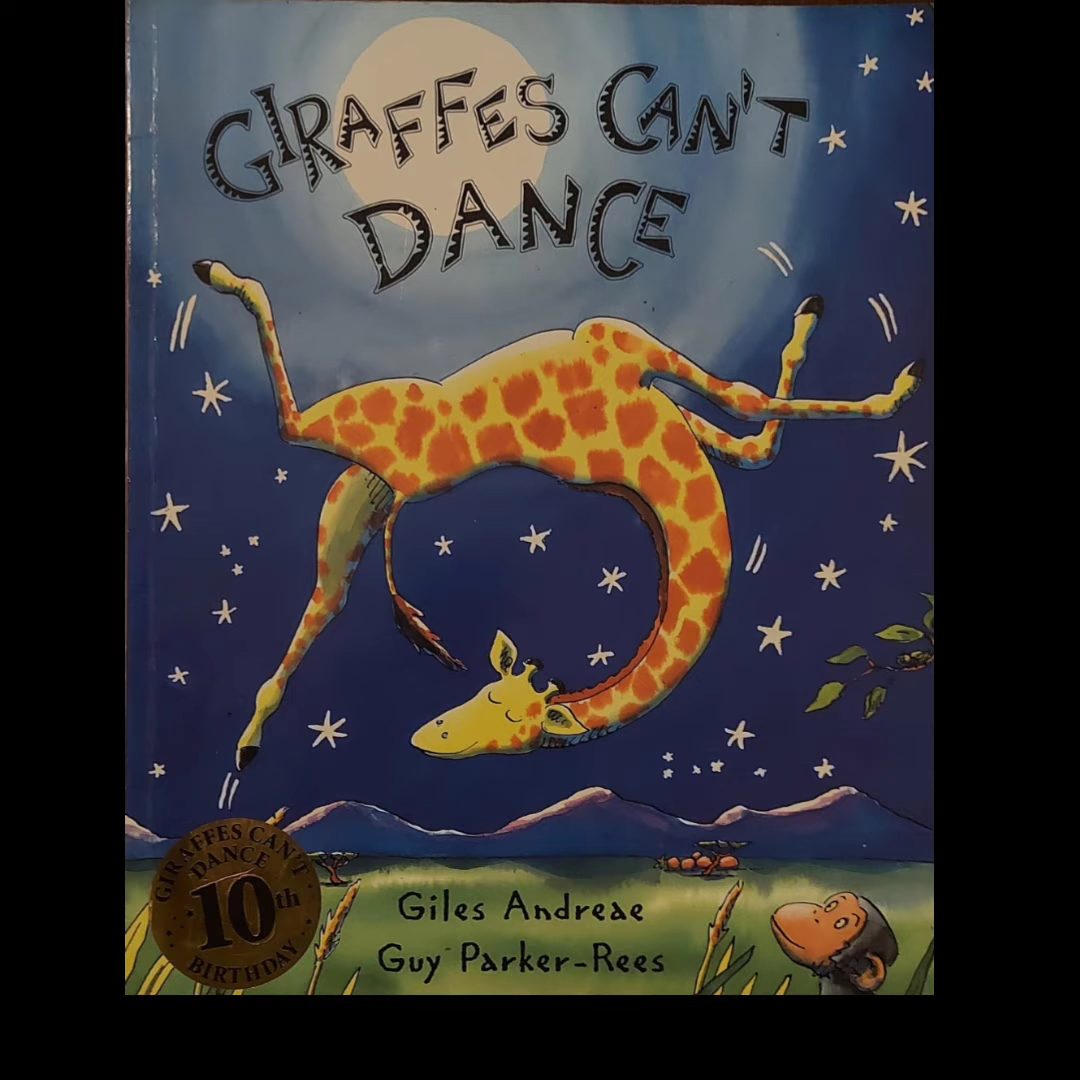 GIRAFFES CAN'T
DANCE
Giles Andreae
Guy Parker-Rees
GIRAFFES CAN'T
DANCE
10th
BIRTHDAY